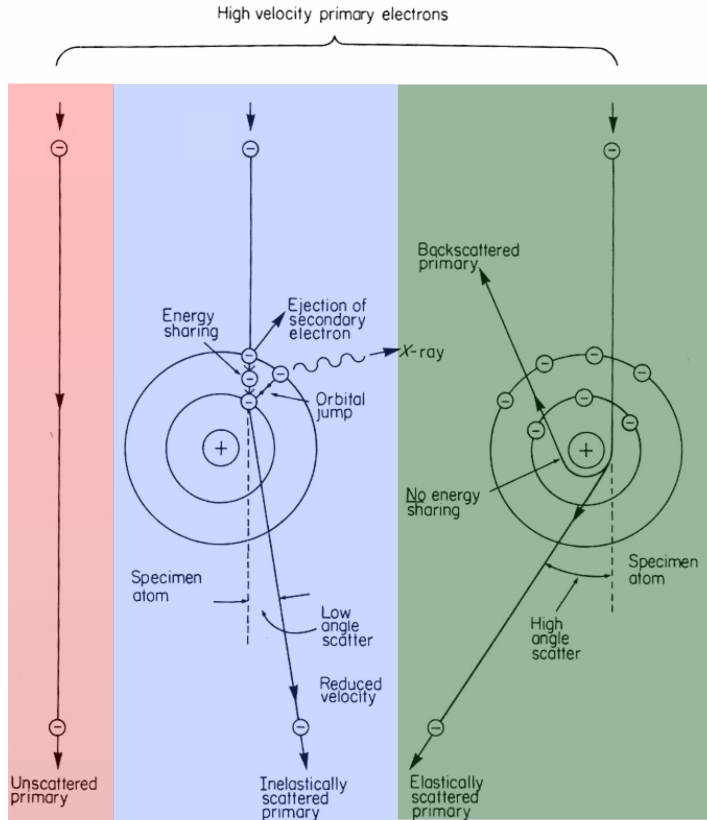 High velocity primary electrons
Unscattered
primary
Energy
sharing
Ejection of
secondary
electron
X-ray
Orbital
jump
+
Specimen
atom
Low
angle scatter
Reduced
velocity
Inelastically
scattered
primary
Backscattered
primary
+
No energy
sharing
Specimen
atom
High
angle
scatter
Elastically
scattered primary